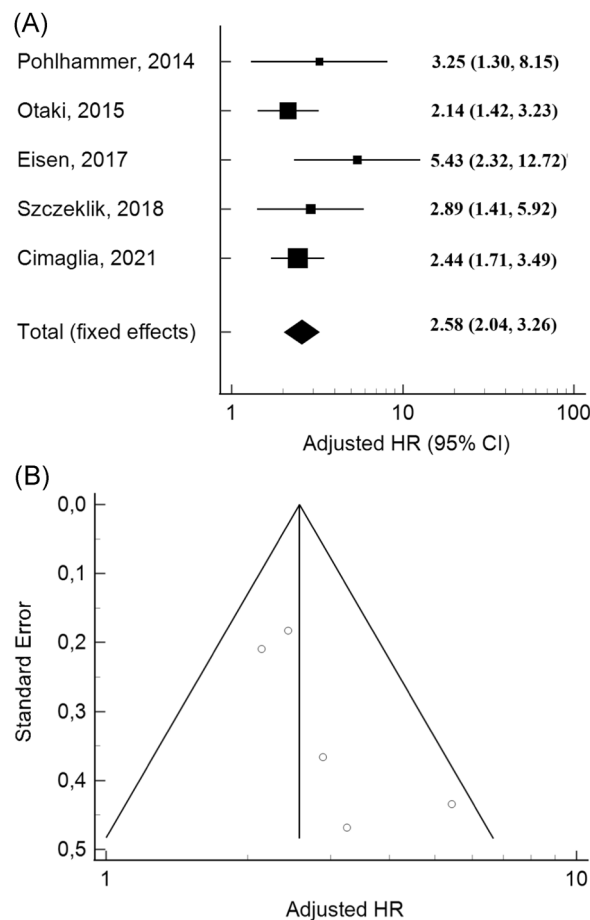 (A)
Pohlhammer, 2014 3.25 (1.30, 8.15)
Otaki, 2015 2.14 (1.42, 3.23)
Eisen, 2017 5.43 (2.32, 12.72)
Szczeklik, 2018 2.89 (1.41, 5.92)
Cimaglia, 2021 2.44 (1.71, 3.49)
Total (fixed effects) 2.58 (2.04, 3.26)
1 10 100
Adjusted HR (95% CI)
(B)
Standard Error
0,0
0,1
0,2
0,3
0,4
0,5
1 10
Adjusted HR